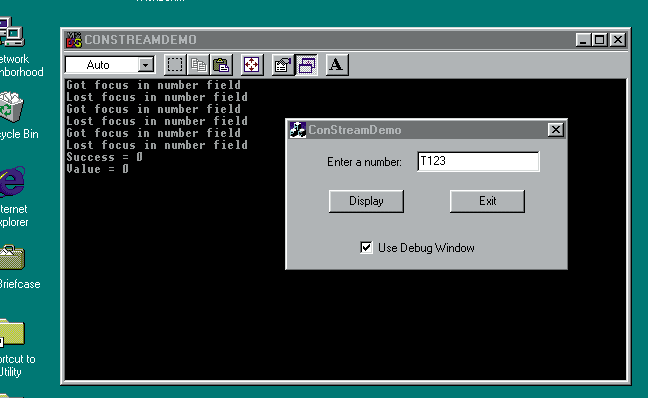 CONSTREAMDEMO
Auto
A
Got focus in number field
Lost focus in number field
Got focus in number field
Lost focus in number field
Got focus in number field
Lost focus in number field
Success = 0
Value = 0
ConStreamDemo
Enter a number:
T123
Display
Exit
Use Debug Window
etwork
nborhood
cycle Bin
ternet
xplorer
Briefcase
ortcut to
Utility